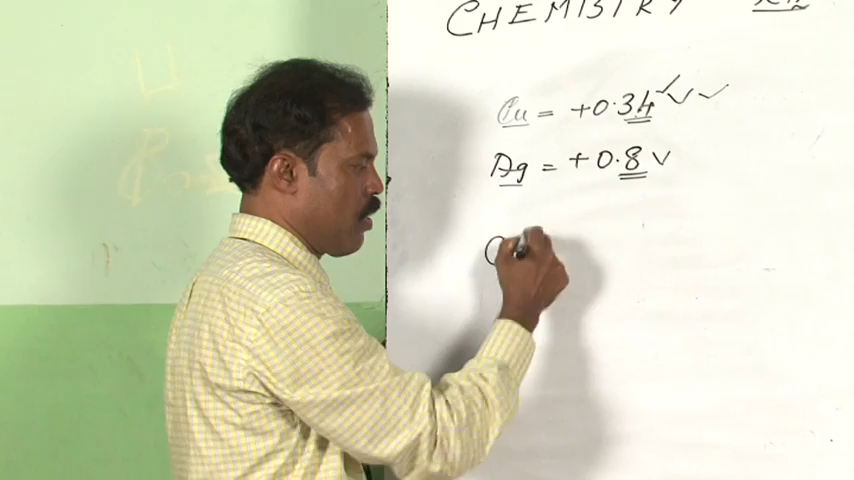 CHEMISTRY
Cu = +0.34 V
Ag = +0.8 V
C